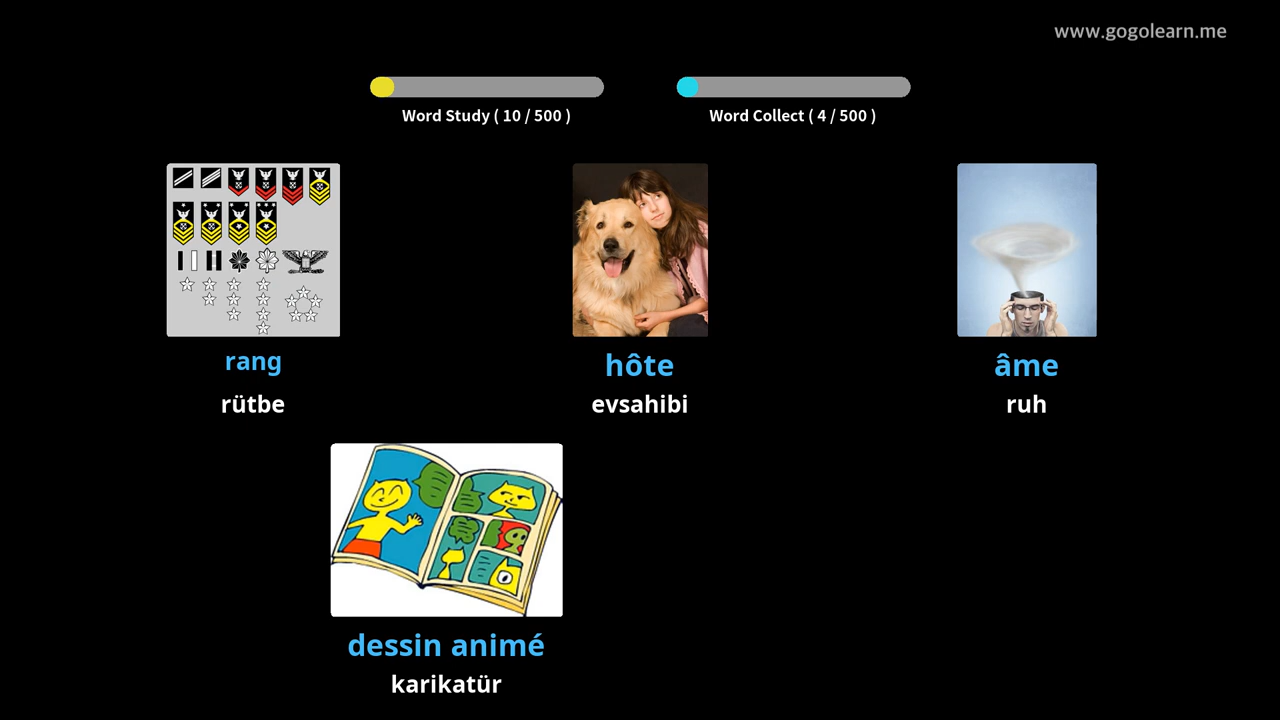 www.gogolearn.me
Word Study ( 10 / 500 )
Word Collect ( 4 / 500 )
rang
rütbe
hôte
evsahibi
âme
ruh
dessin animé
karikatür